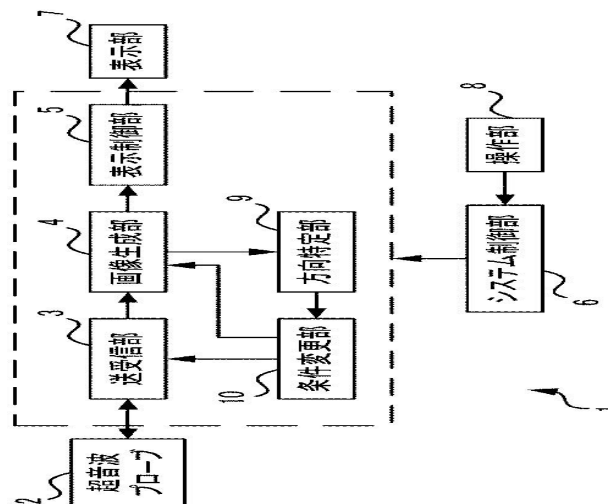 2
超音波
プローブ
3
送受信部
4
画像生成部
5
表示制御部
7
表示部
10
条件変更部
9
方向特定部
6
システム制御部
8
操作部
1